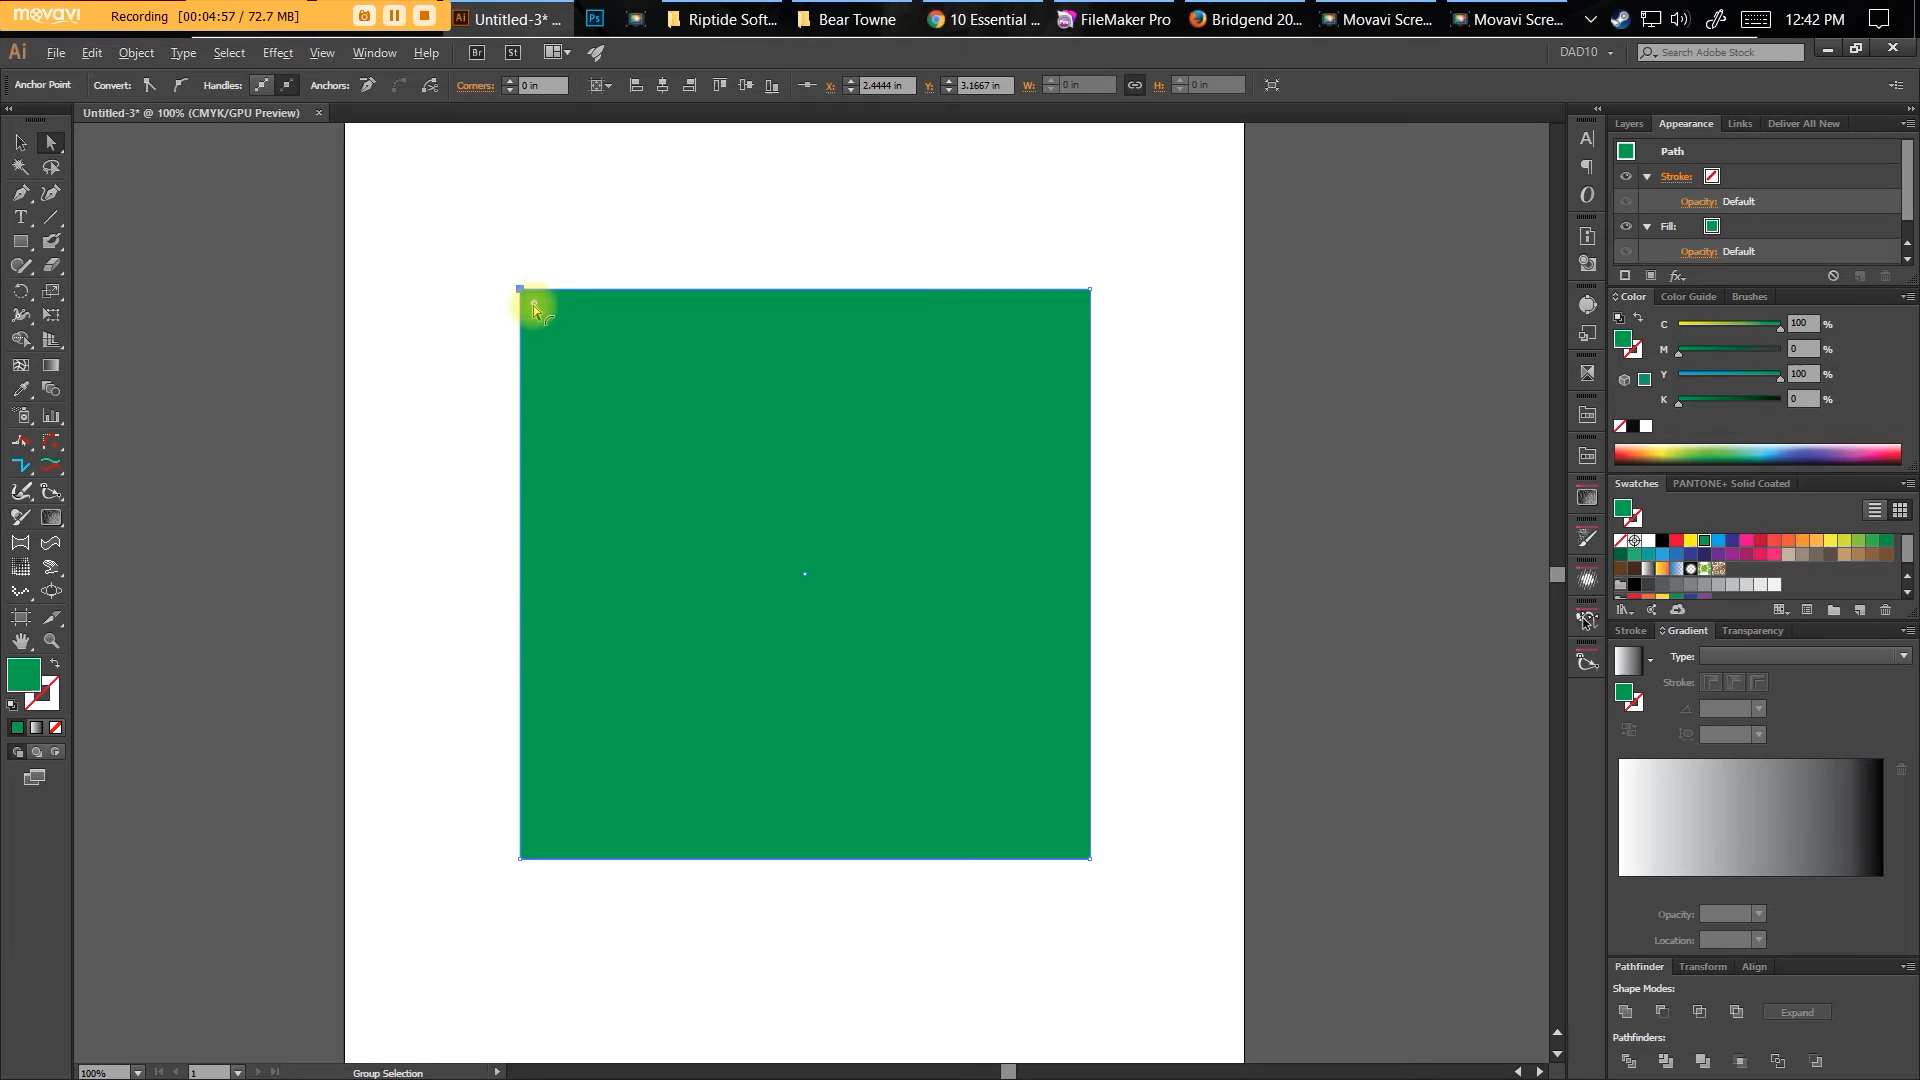 movavi Recording [00:04:57 / 72.7 MB] Ai Untitled-3* ... Ps Riptide Soft... Bear Towne 10 Essential ... FileMaker Pro Bridgend 20... Movavi Scre... Movavi Scre... 12:42 PM
Ai File Edit Object Type Select Effect View Window Help Br St DAD10 Search Adobe Stock
Anchor Point Convert: Handles: Anchors: Corners: 0 in X: 2.4444 in Y: 3.1667 in W: 0 in H: 0 in
Untitled-3* @ 100% (CMYK/GPU Preview) ×
Layers Appearance Links Deliver All New
Path
Stroke:
Opacity: Default
Fill:
Opacity: Default
fx
Color Color Guide Brushes
C 100 %
M 0 %
Y 100 %
K 0 %
Swatches PANTONE+ Solid Coated
Stroke Gradient Transparency
Type:
Stroke:
Opacity:
Location:
Pathfinder Transform Align
Shape Modes:
Expand
Pathfinders:
100% 1 Group Selection